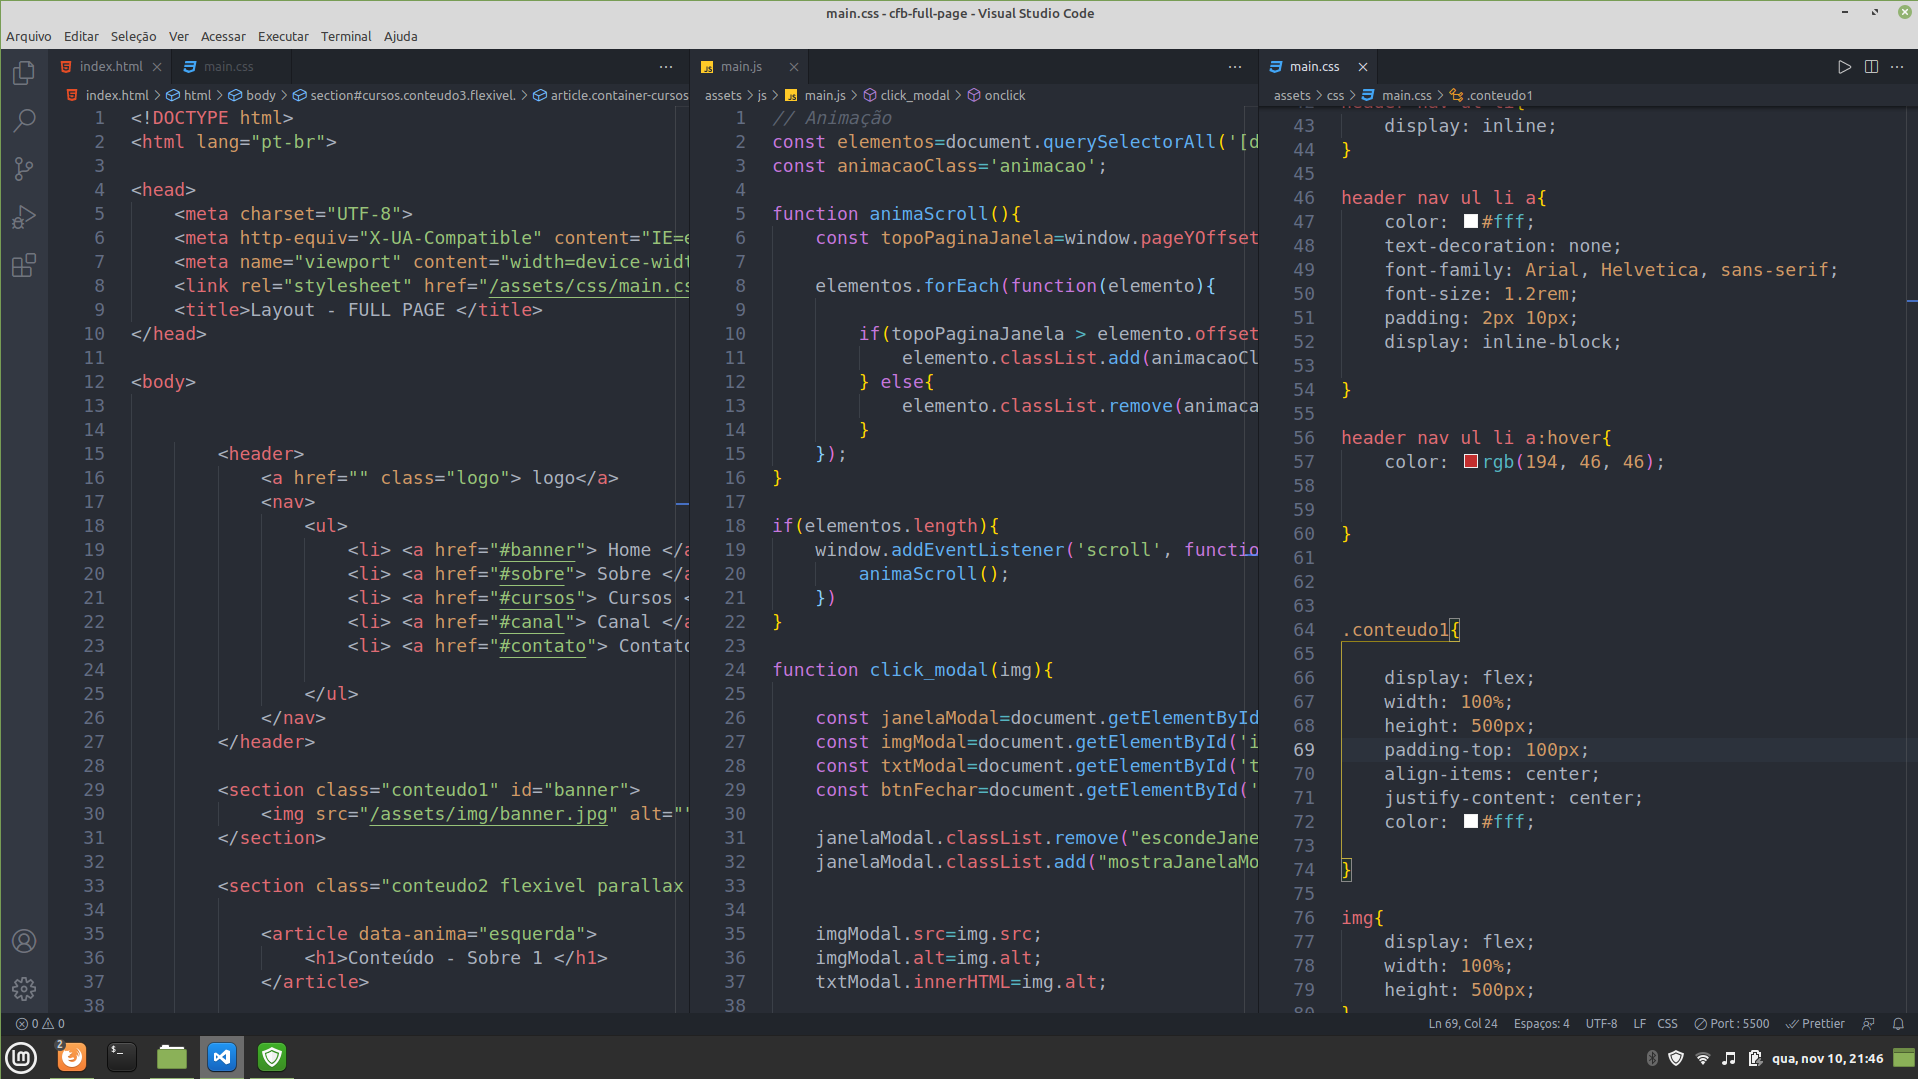 main.css - cfb-full-page - Visual Studio Code
Arquivo Editar Seleção Ver Acessar Executar Terminal Ajuda
index.html main.css
index.html > html > body > section#cursos.conteudo3.flexivel. > article.container-cursos
1 <!DOCTYPE html>
2 <html lang="pt-br">
3
4 <head>
5 <meta charset="UTF-8">
6 <meta http-equiv="X-UA-Compatible" content="IE=e
7 <meta name="viewport" content="width=device-widt
8 <link rel="stylesheet" href="/assets/css/main.cs
9 <title>Layout - FULL PAGE </title>
10 </head>
11
12 <body>
13
14
15 <header>
16 <a href="" class="logo"> logo</a>
17 <nav>
18 <ul>
19 <li> <a href="#banner"> Home </a
20 <li> <a href="#sobre"> Sobre </a
21 <li> <a href="#cursos"> Cursos <
22 <li> <a href="#canal"> Canal </a
23 <li> <a href="#contato"> Contato
24
25 </ul>
26 </nav>
27 </header>
28
29 <section class="conteudo1" id="banner">
30 <img src="/assets/img/banner.jpg" alt=""
31 </section>
32
33 <section class="conteudo2 flexivel parallax
34
35 <article data-anima="esquerda">
36 <h1>Conteúdo - Sobre 1 </h1>
37 </article>
38
main.js
assets > js > main.js > click_modal > onclick
1 // Animação
2 const elementos=document.querySelectorAll('[d
3 const animacaoClass='animacao';
4
5 function animaScroll(){
6 const topoPaginaJanela=window.pageYOffset
7
8 elementos.forEach(function(elemento){
9
10 if(topoPaginaJanela > elemento.offset
11 elemento.classList.add(animacaoCl
12 } else{
13 elemento.classList.remove(animaca
14 }
15 });
16 }
17
18 if(elementos.length){
19 window.addEventListener('scroll', functio
20 animaScroll();
21 })
22 }
23
24 function click_modal(img){
25
26 const janelaModal=document.getElementById
27 const imgModal=document.getElementById('i
28 const txtModal=document.getElementById('t
29 const btnFechar=document.getElementById('
30
31 janelaModal.classList.remove("escondeJane
32 janelaModal.classList.add("mostraJanelaMo
33
34
35 imgModal.src=img.src;
36 imgModal.alt=img.alt;
37 txtModal.innerHTML=img.alt;
38
main.css
assets > css > main.css > .conteudo1
43 display: inline;
44 }
45
46 header nav ul li a{
47 color: #fff;
48 text-decoration: none;
49 font-family: Arial, Helvetica, sans-serif;
50 font-size: 1.2rem;
51 padding: 2px 10px;
52 display: inline-block;
53
54 }
55
56 header nav ul li a:hover{
57 color: rgb(194, 46, 46);
58
59
60 }
61
62
63
64 .conteudo1{
65
66 display: flex;
67 width: 100%;
68 height: 500px;
69 padding-top: 100px;
70 align-items: center;
71 justify-content: center;
72 color: #fff;
73
74 }
75
76 img{
77 display: flex;
78 width: 100%;
79 height: 500px;
0 0
Ln 69, Col 24 Espaços: 4 UTF-8 LF CSS Port : 5500 Prettier
2
qua, nov 10, 21:46